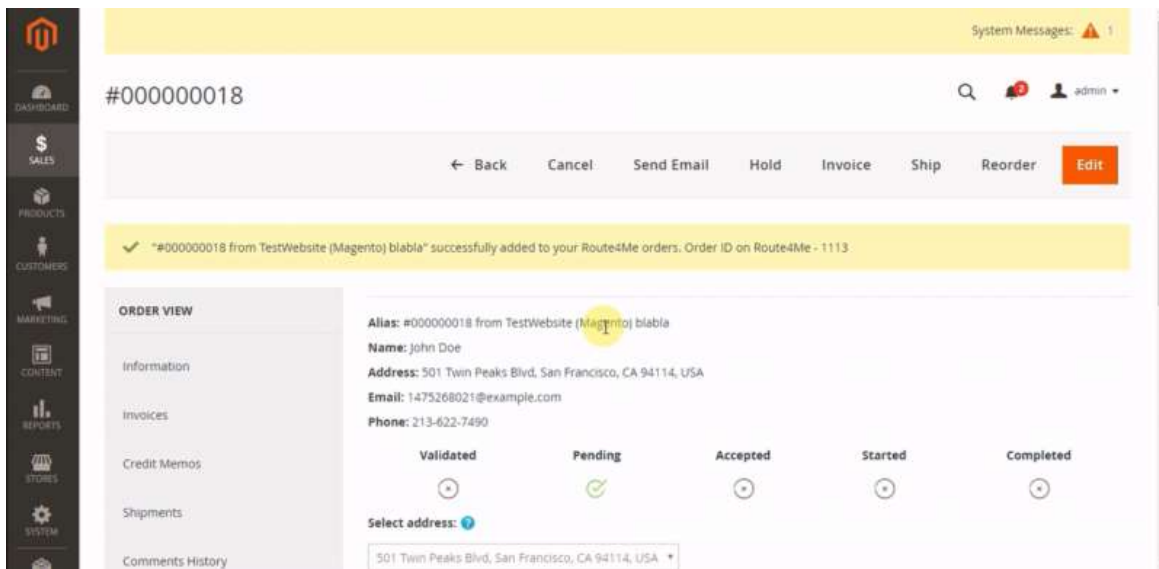 System Messages: 1
#000000018
2
admin
DASHBOARD
SALES
PRODUCTS
CUSTOMERS
MARKETING
CONTENT
REPORTS
STORES
SYSTEM
← Back Cancel Send Email Hold Invoice Ship Reorder Edit
"#000000018 from TestWebsite (Magento) blabla" successfully added to your Route4Me orders. Order ID on Route4Me - 1113
ORDER VIEW
Information
Invoices
Credit Memos
Shipments
Comments History
Alias: #000000018 from TestWebsite (Magento) blabla
Name: John Doe
Address: 501 Twin Peaks Blvd, San Francisco, CA 94114, USA
Email: 1475268021@example.com
Phone: 213-622-7490
Validated Pending Accepted Started Completed
Select address: ?
501 Twin Peaks Blvd, San Francisco, CA 94114, USA